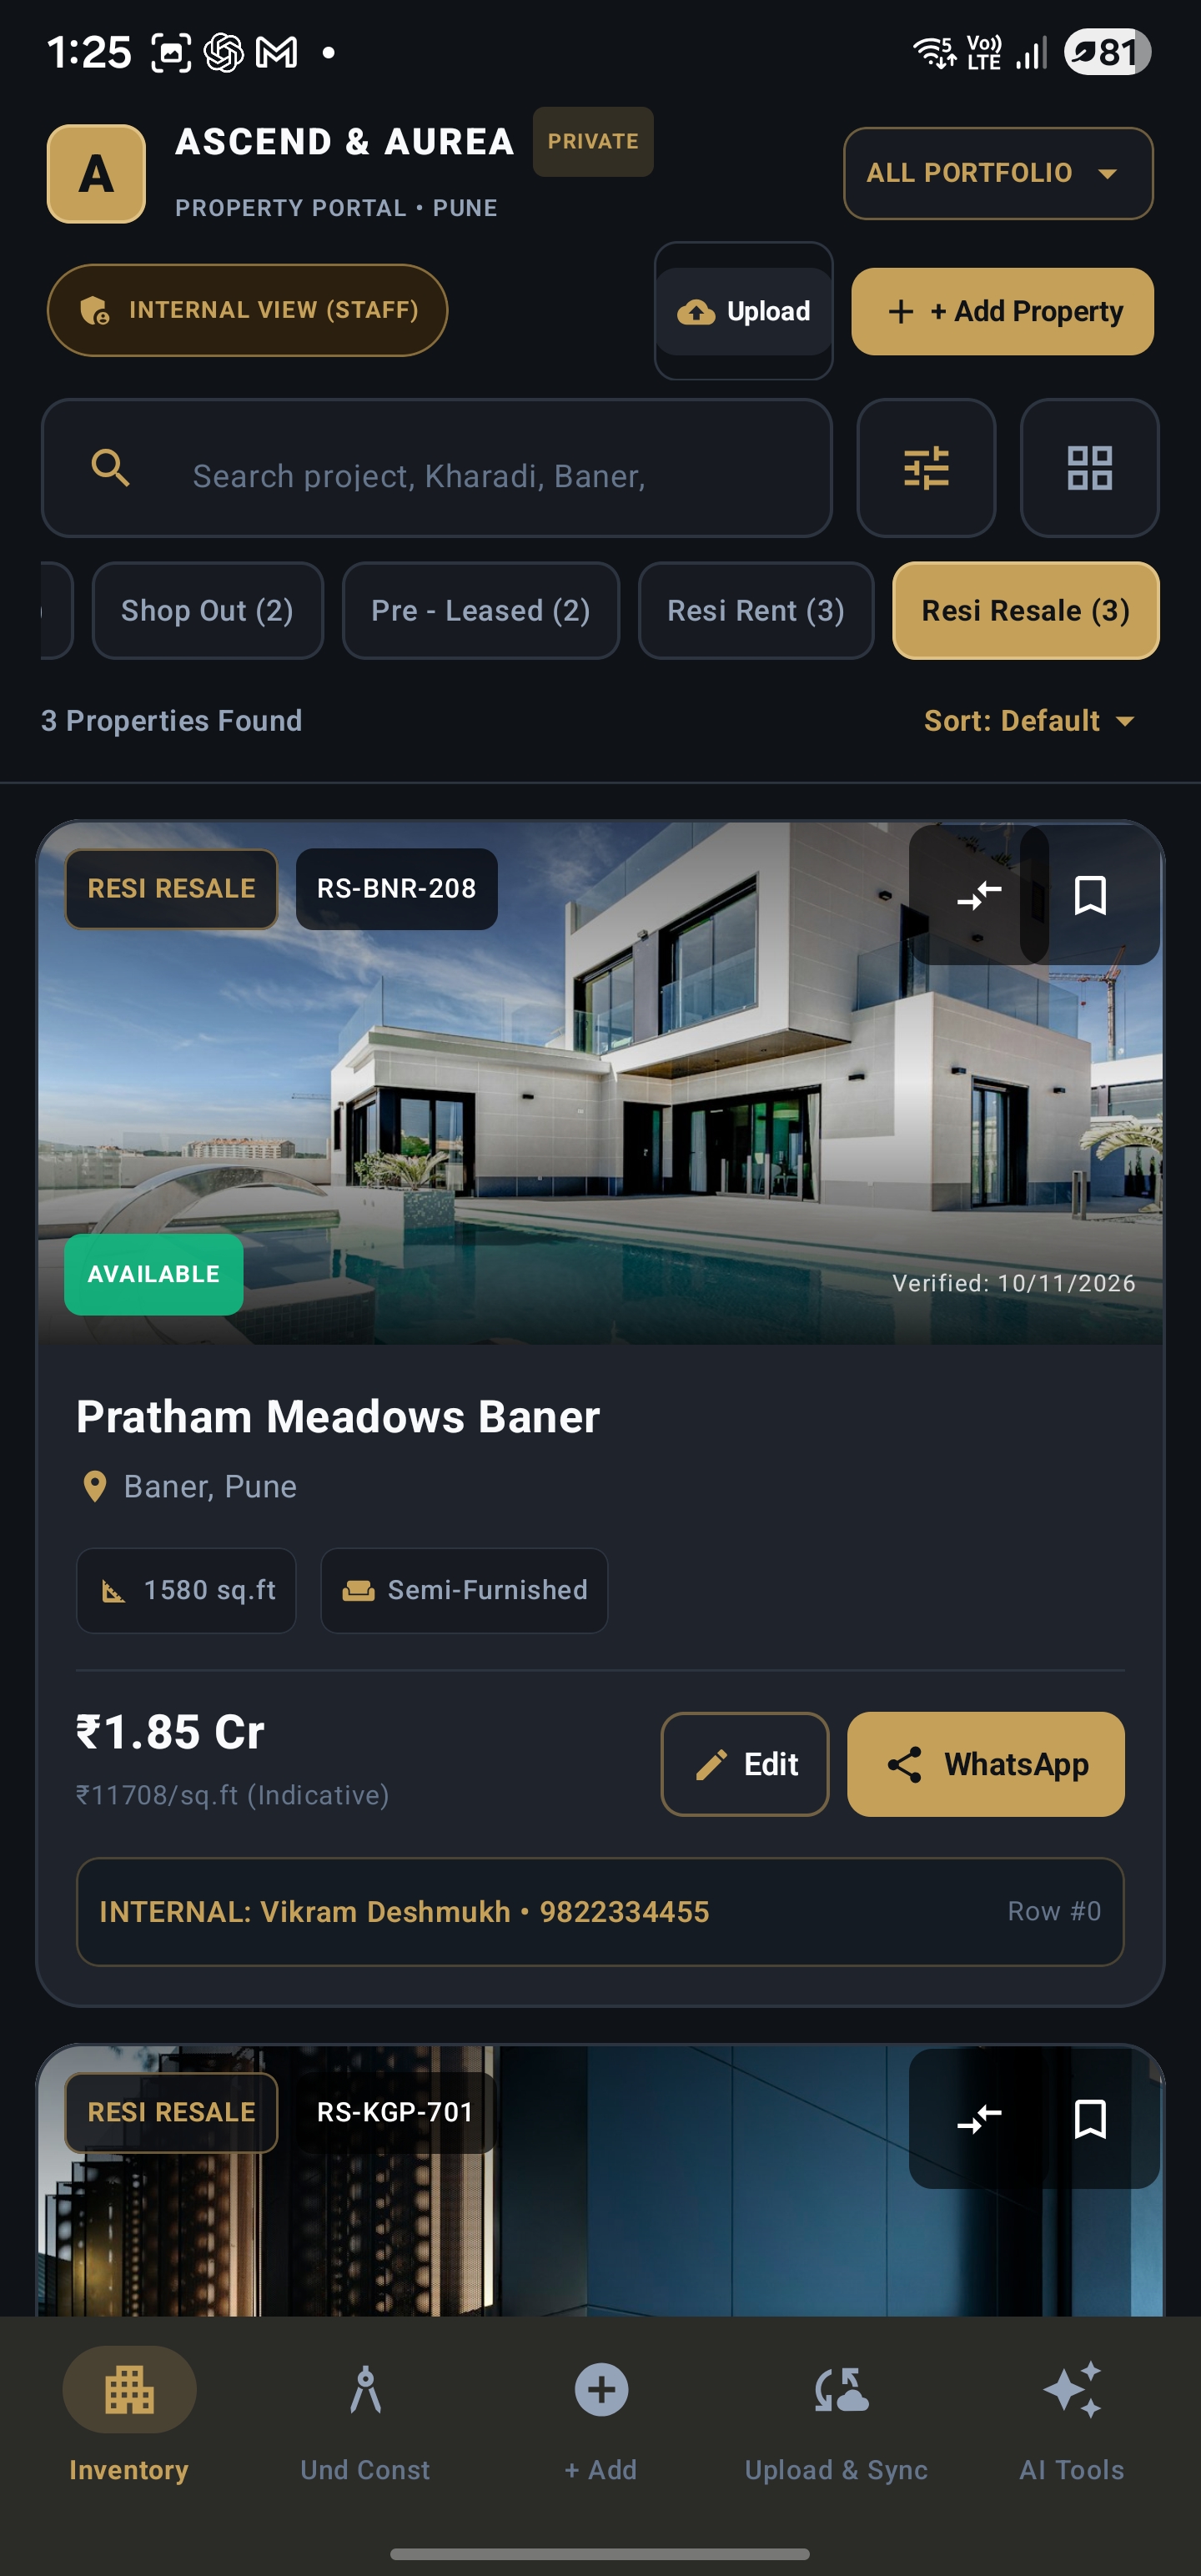 1:25
Vo))
LTE
5
81
A
ASCEND & AUREA
PRIVATE
PROPERTY PORTAL • PUNE
ALL PORTFOLIO
INTERNAL VIEW (STAFF)
Upload
+ Add Property
Search project, Kharadi, Baner,
Shop Out (2)
Pre - Leased (2)
Resi Rent (3)
Resi Resale (3)
3 Properties Found
Sort: Default
RESI RESALE
RS-BNR-208
AVAILABLE
Verified: 10/11/2026
Pratham Meadows Baner
Baner, Pune
1580 sq.ft
Semi-Furnished
₹1.85 Cr
₹11708/sq.ft (Indicative)
Edit
WhatsApp
INTERNAL: Vikram Deshmukh • 9822334455
Row #0
RESI RESALE
RS-KGP-701
Inventory
Und Const
+ Add
Upload & Sync
AI Tools